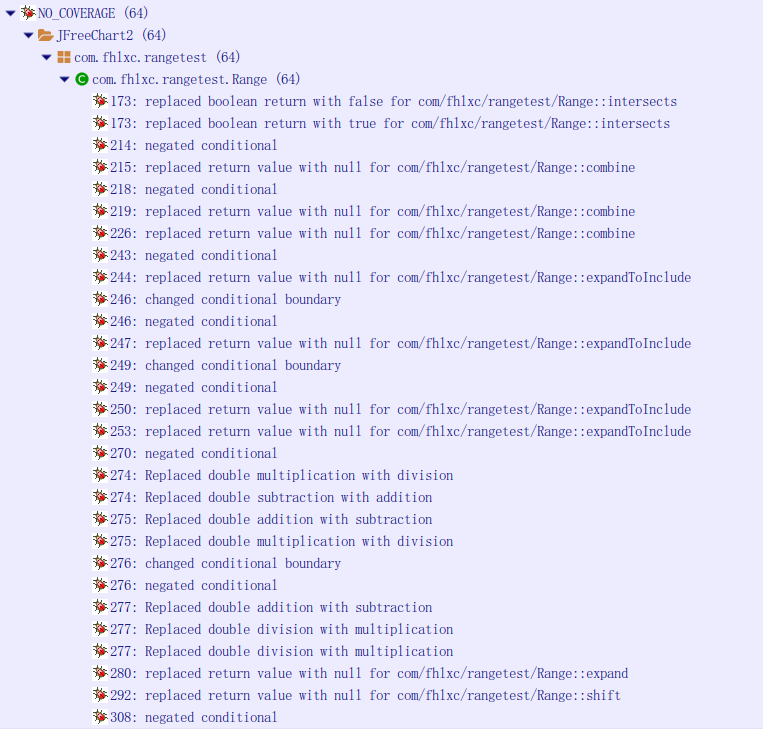 NO_COVERAGE (64)
JFreeChart2 (64)
com.fhlxc.rangetest (64)
com.fhlxc.rangetest.Range (64)
173: replaced boolean return with false for com/fhlxc/rangetest/Range::intersects
173: replaced boolean return with true for com/fhlxc/rangetest/Range::intersects
214: negated conditional
215: replaced return value with null for com/fhlxc/rangetest/Range::combine
218: negated conditional
219: replaced return value with null for com/fhlxc/rangetest/Range::combine
226: replaced return value with null for com/fhlxc/rangetest/Range::combine
243: negated conditional
244: replaced return value with null for com/fhlxc/rangetest/Range::expandToInclude
246: changed conditional boundary
246: negated conditional
247: replaced return value with null for com/fhlxc/rangetest/Range::expandToInclude
249: changed conditional boundary
249: negated conditional
250: replaced return value with null for com/fhlxc/rangetest/Range::expandToInclude
253: replaced return value with null for com/fhlxc/rangetest/Range::expandToInclude
270: negated conditional
274: Replaced double multiplication with division
274: Replaced double subtraction with addition
275: Replaced double addition with subtraction
275: Replaced double multiplication with division
276: changed conditional boundary
276: negated conditional
277: Replaced double addition with subtraction
277: Replaced double division with multiplication
277: Replaced double multiplication with division
280: replaced return value with null for com/fhlxc/rangetest/Range::expand
292: replaced return value with null for com/fhlxc/rangetest/Range::shift
308: negated conditional